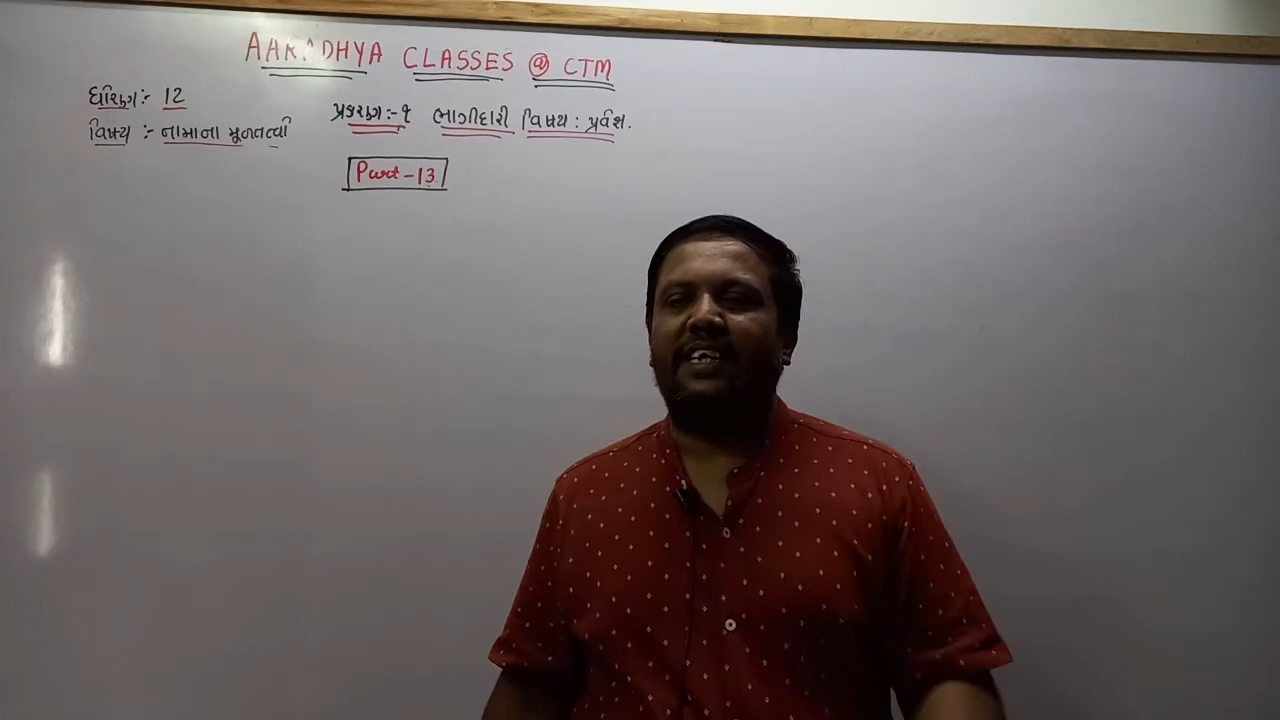 AARADHYA CLASSES @ CTM
ધોરણ :- 12
પ્રકરણ :- ૧ ભાગીદારી વિષય : પ્રવેશ.
વિષય :- નામાના મૂળતત્વો
Part-13